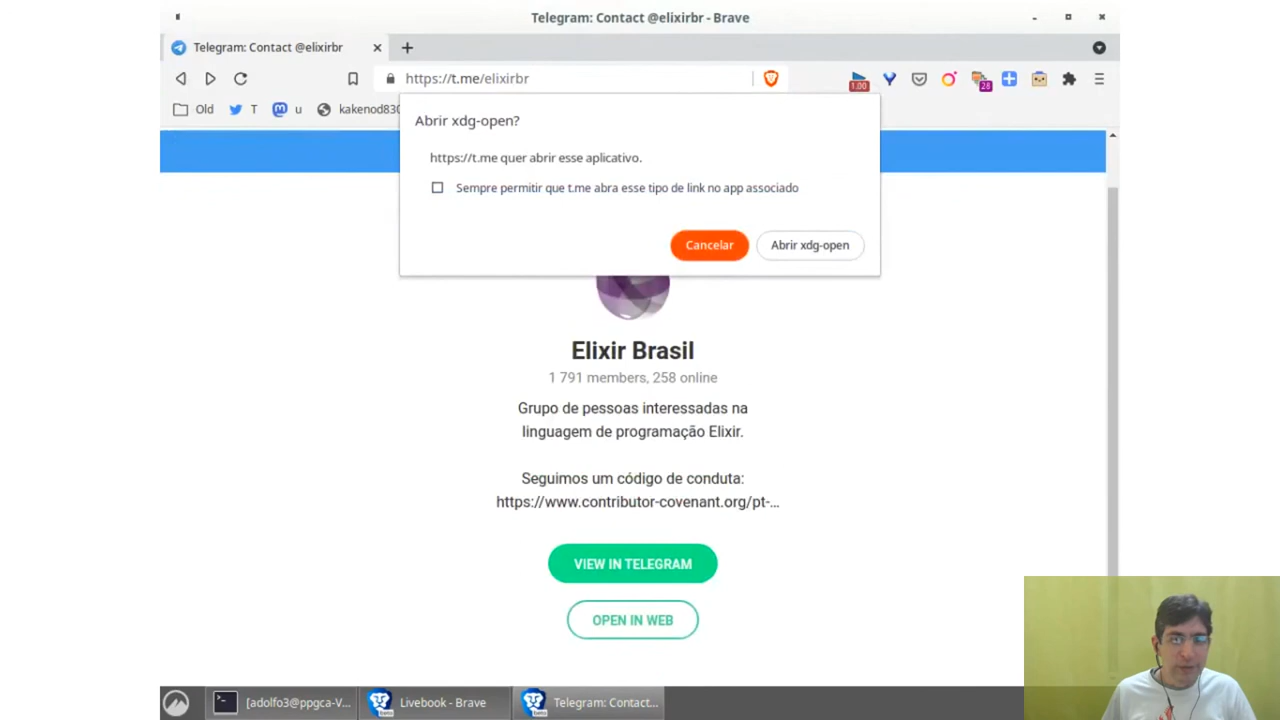 Telegram: Contact @elixirbr - Brave
Telegram: Contact @elixirbr
https://t.me/elixirbr
1.00
28
Old
T
u
kakenod830
Abrir xdg-open?
https://t.me quer abrir esse aplicativo.
Sempre permitir que t.me abra esse tipo de link no app associado
Cancelar
Abrir xdg-open
Elixir Brasil
1 791 members, 258 online
Grupo de pessoas interessadas na
linguagem de programação Elixir.
Seguimos um código de conduta:
https://www.contributor-covenant.org/pt-...
VIEW IN TELEGRAM
OPEN IN WEB
[adolfo3@ppgca-V...
Livebook - Brave
Telegram: Contact...